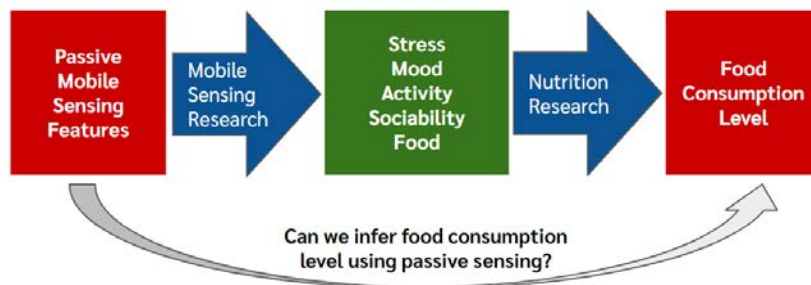 Passive
Mobile
Sensing
Features
Mobile
Sensing
Research
Stress
Mood
Activity
Sociability
Food
Nutrition
Research
Food
Consumption
Level
Can we infer food consumption
level using passive sensing?